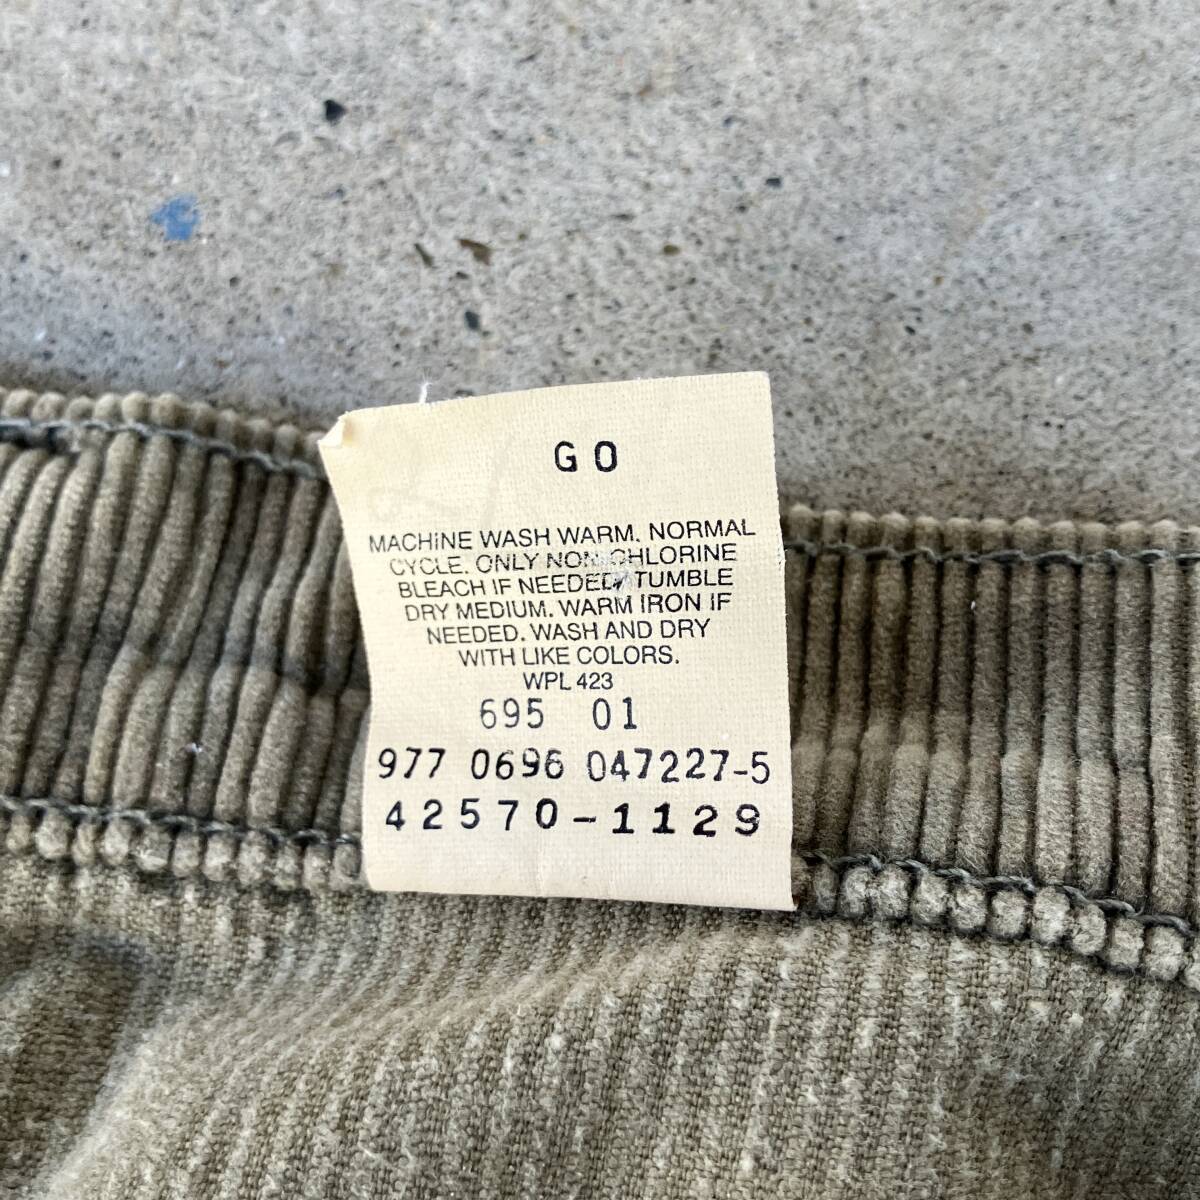 GO
MACHINE WASH WARM. NORMAL
CYCLE. ONLY NON-CHLORINE
BLEACH IF NEEDED. TUMBLE
DRY MEDIUM. WARM IRON IF
NEEDED. WASH AND DRY
WITH LIKE COLORS.
WPL 423
695 01
977 0696 047227-5
42570-1129